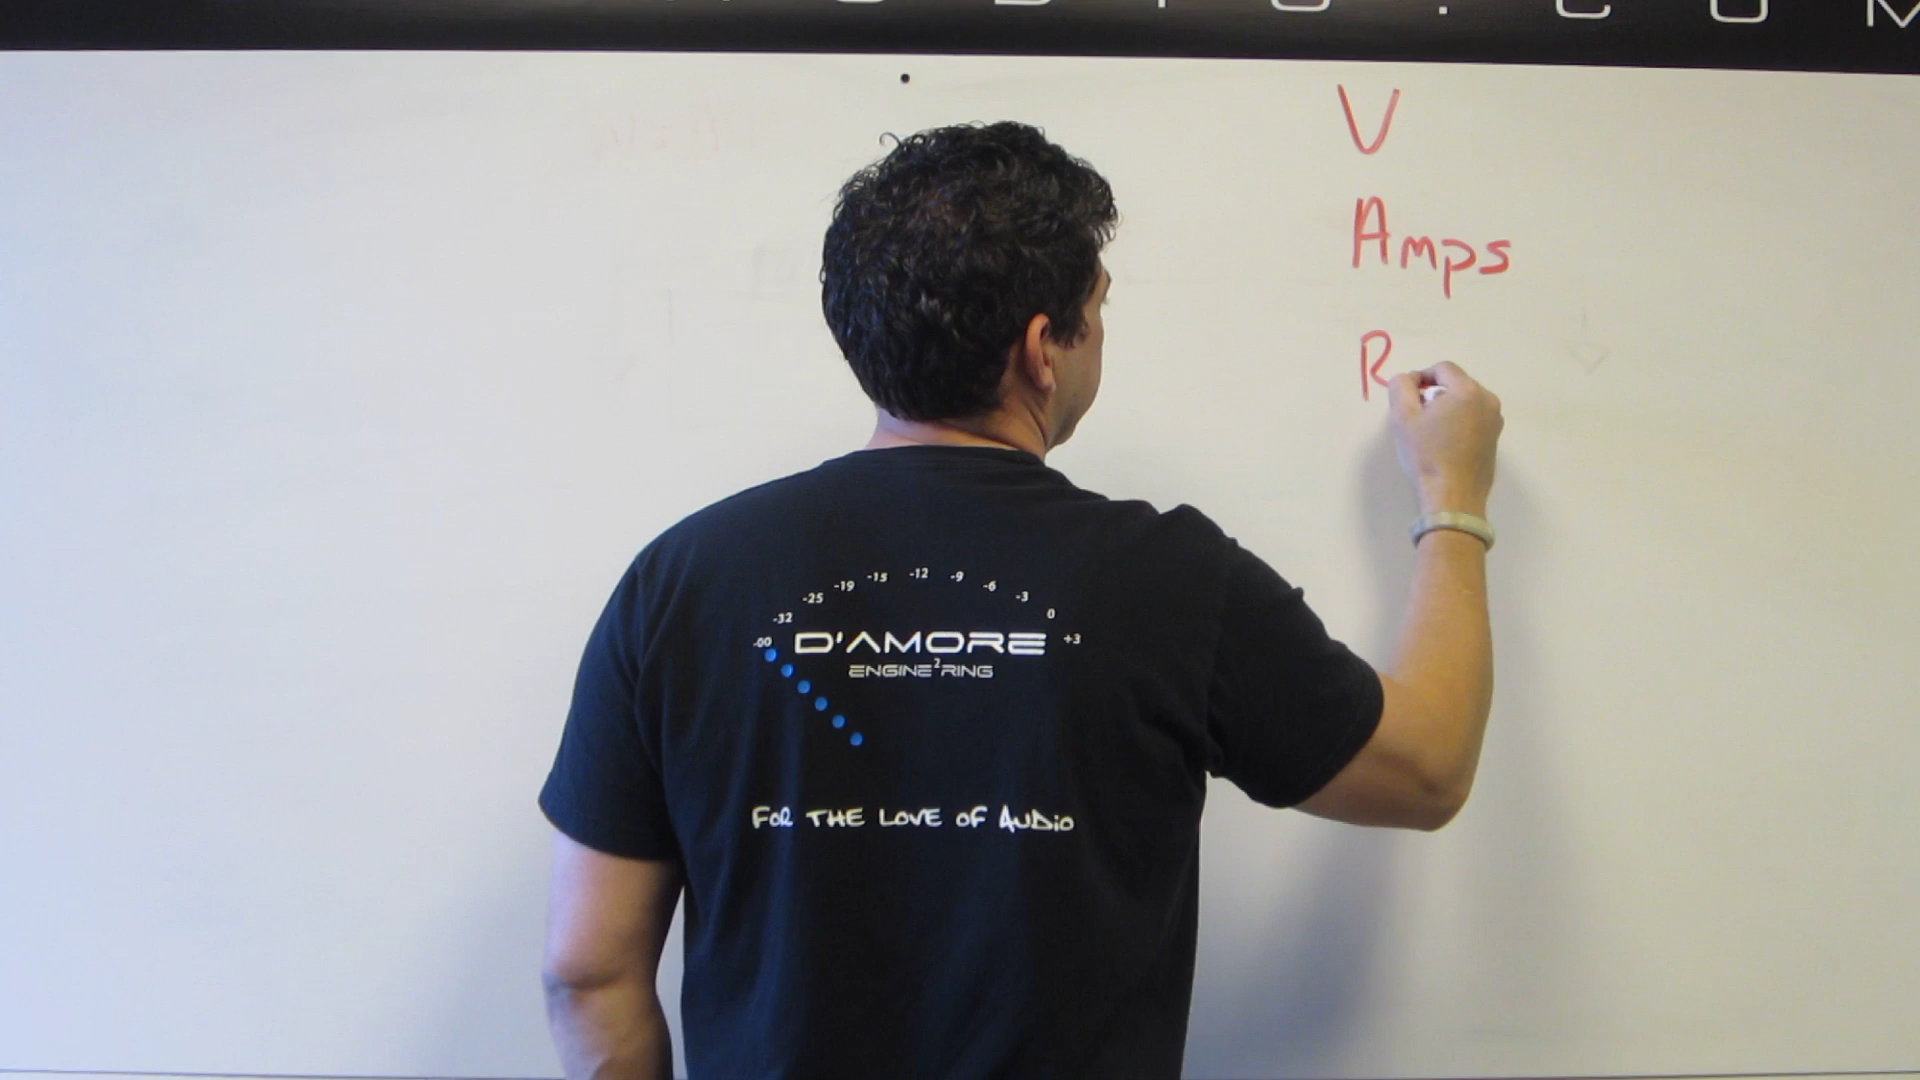 V
Amps
R
-00 -32 -25 -19 -15 -12 -9 -6 -3 0 +3
D'AMORE
ENGINE²RING
FOR THE LOVE OF AUDiO